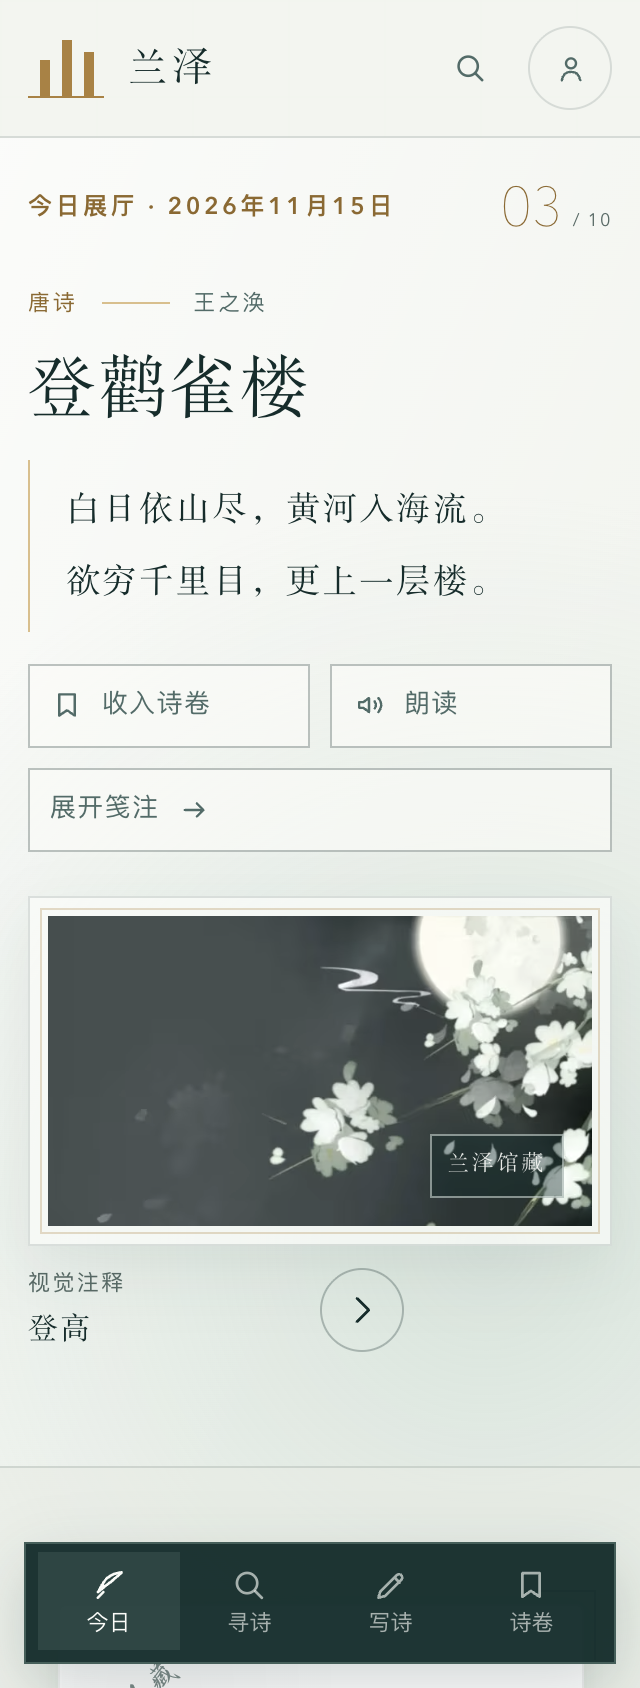 兰泽
今日展厅 · 2026年11月15日
03 / 10
唐诗 王之涣
登鹳雀楼
白日依山尽，黄河入海流。
欲穷千里目，更上一层楼。
收入诗卷 朗读
展开笺注 →
兰泽馆藏
视觉注释
登高
今日 寻诗 写诗 诗卷
藏